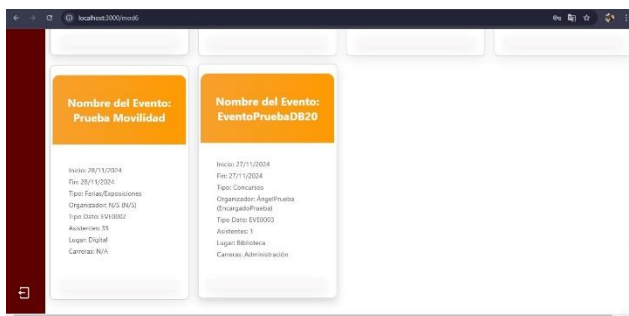 localhost:3000/mod6
Nombre del Evento:
Prueba Movilidad
Inicio: 28/11/2024
Fin: 28/11/2024
Tipo: Ferias/Exposiciones
Organizador: N/S (N/S)
Tipo Dato: EVE0002
Asistentes: 35
Lugar: Digital
Carreras: N/A
Nombre del Evento:
EventoPruebaDB20
Inicio: 27/11/2024
Fin: 27/11/2024
Tipo: Concursos
Organizador: ÁngelPrueba
(EncargadoPrueba)
Tipo Dato: EVE0003
Asistentes: 1
Lugar: Biblioteca
Carreras: Administración